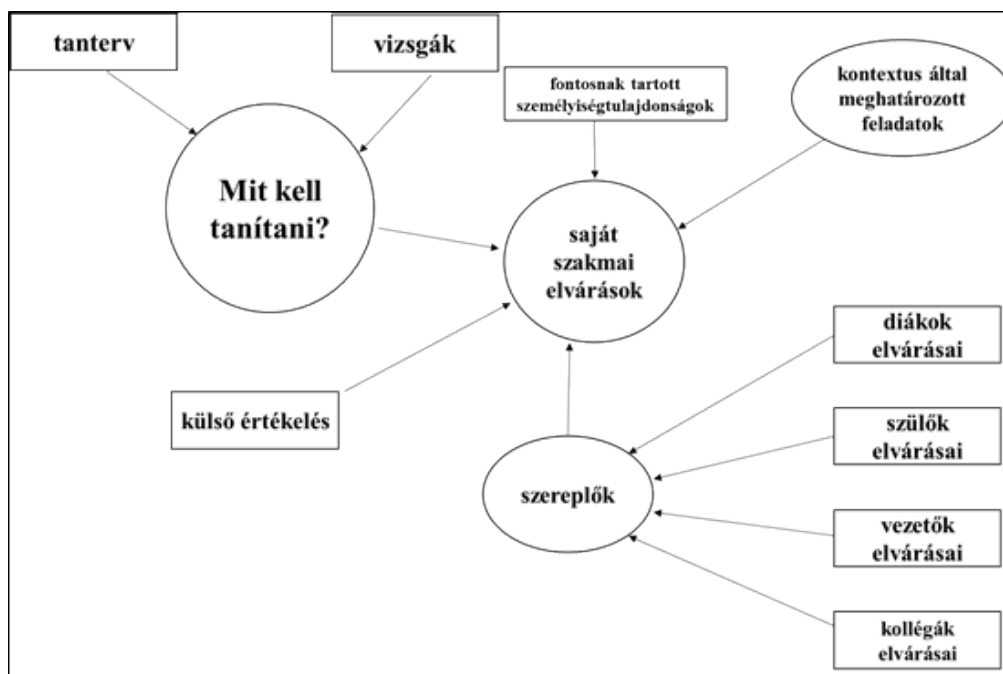 tanterv
vizsgák
fontosnak tartott
személyiségtulajdonságok
kontextus által
meghatározott
feladatok
Mit kell
tanítani?
saját
szakmai
elvárások
külső értékelés
szereplők
diákok
elvárásai
szülők
elvárásai
vezetők
elvárásai
kollégák
elvárásai